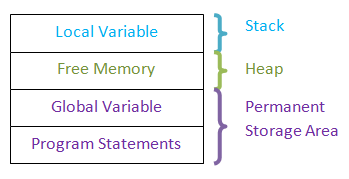 Local Variable
Stack
Free Memory
Heap
Global Variable
Permanent
Storage Area
Program Statements